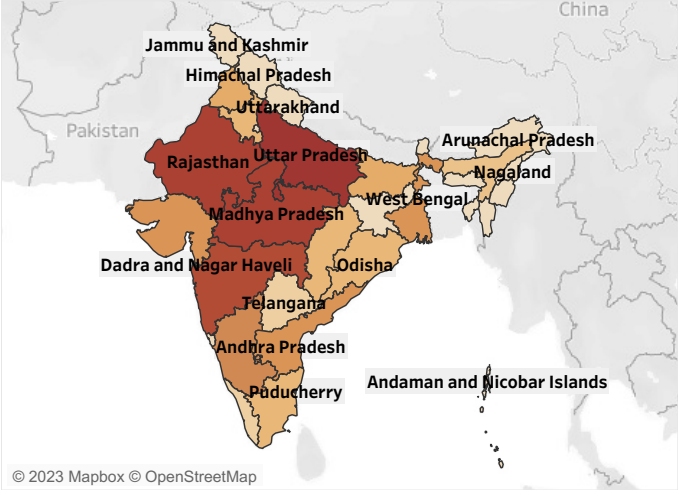 China
Jammu and Kashmir
Himachal Pradesh
Uttarakhand
Pakistan
Arunachal Pradesh
Rajasthan
Uttar Pradesh
Nagaland
West Bengal
Madhya Pradesh
Dadra and Nagar Haveli
Odisha
Telangana
Andhra Pradesh
Andaman and Nicobar Islands
Puducherry
© 2023 Mapbox © OpenStreetMap